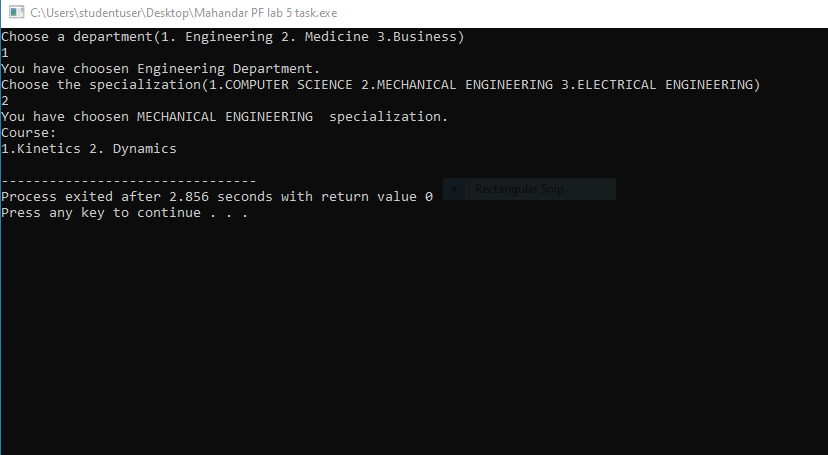 C:\Users\studentuser\Desktop\Mahandar PF lab 5 task.exe
Choose a department(1. Engineering 2. Medicine 3.Business)
1
You have choosen Engineering Department.
Choose the specialization(1.COMPUTER SCIENCE 2.MECHANICAL ENGINEERING 3.ELECTRICAL ENGINEERING)
2
You have choosen MECHANICAL ENGINEERING  specialization.
Course:
1.Kinetics 2. Dynamics
--------------------------------
Process exited after 2.856 seconds with return value 0
Rectangular Snip
Press any key to continue . . .